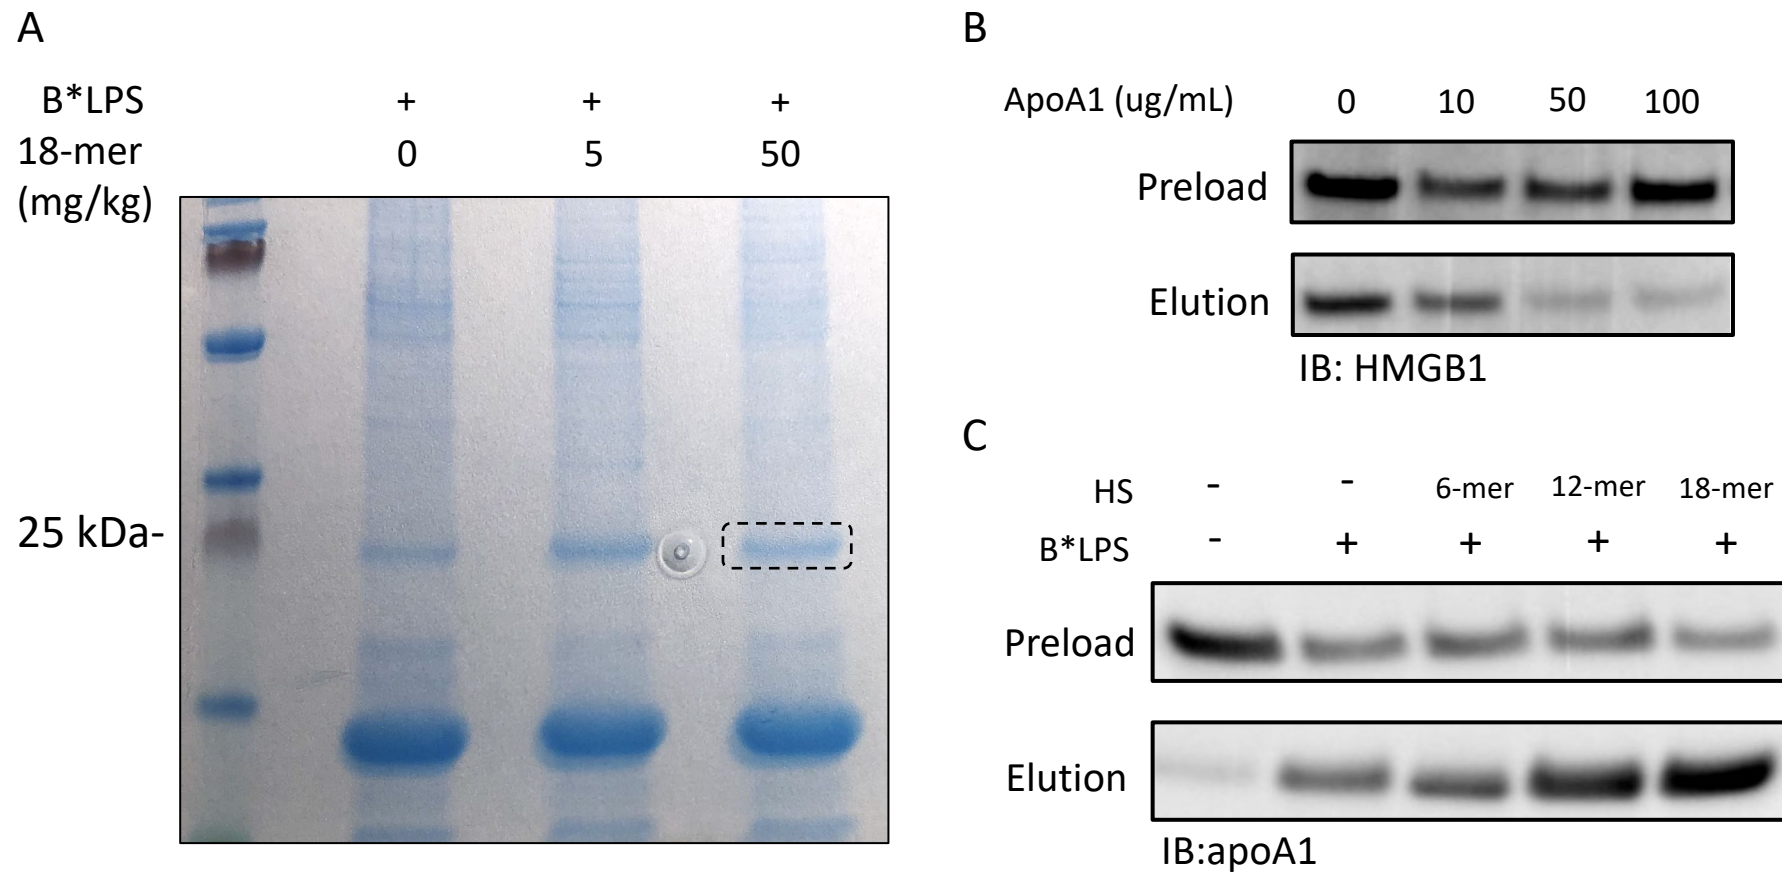 A
B*LPS + + +
18-mer 0 5 50
(mg/kg)
25 kDa-
B
ApoA1 (ug/mL) 0 10 50 100
Preload
Elution
IB: HMGB1
C
HS - - 6-mer 12-mer 18-mer
B*LPS - + + + +
Preload
Elution
IB:apoA1